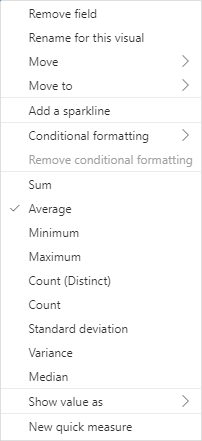 Remove field
Rename for this visual
Move
Move to
Add a sparkline
Conditional formatting
Remove conditional formatting
Sum
Average
Minimum
Maximum
Count (Distinct)
Count
Standard deviation
Variance
Median
Show value as
New quick measure